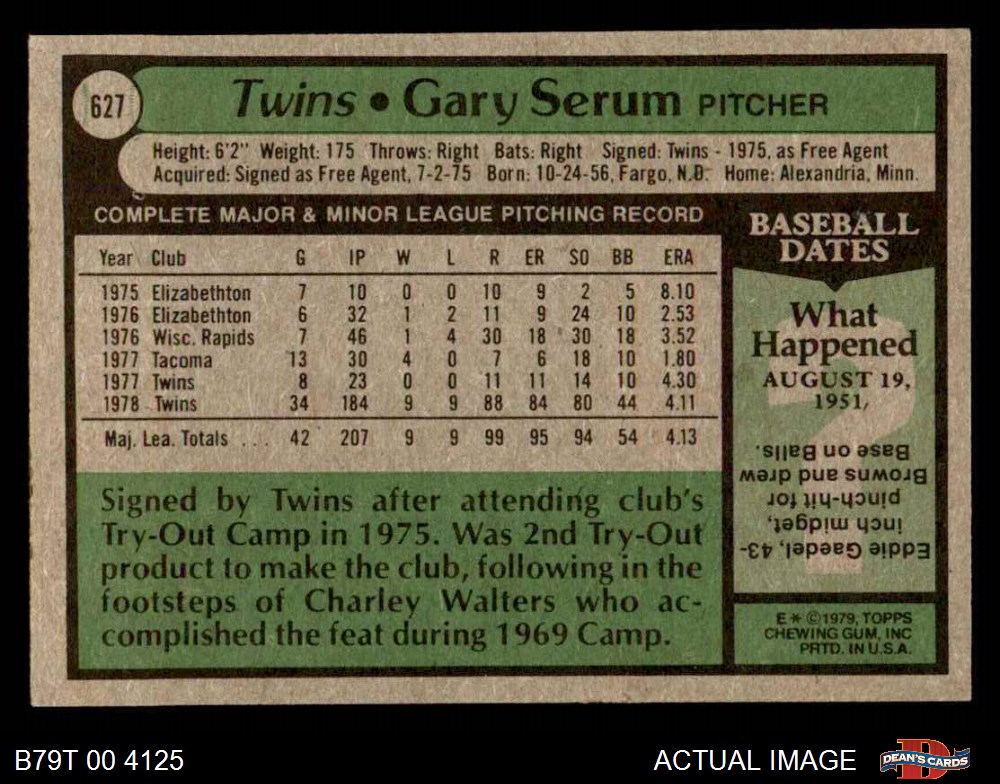 627
Twins • Gary Serum PITCHER
Height: 6'2" Weight: 175 Throws: Right Bats: Right Signed: Twins - 1975, as Free Agent
Acquired: Signed as Free Agent, 7-2-75 Born: 10-24-56, Fargo, N.D. Home: Alexandria, Minn.
COMPLETE MAJOR & MINOR LEAGUE PITCHING RECORD
Year Club G IP W L R ER SO BB ERA
1975 Elizabethton 7 10 0 0 10 9 2 5 8.10
1976 Elizabethton 6 32 1 2 11 9 24 10 2.53
1976 Wisc. Rapids 7 46 1 4 30 18 30 18 3.52
1977 Tacoma 13 30 4 0 7 6 18 10 1.80
1977 Twins 8 23 0 0 11 11 14 10 4.30
1978 Twins 34 184 9 9 88 84 80 44 4.11
Maj. Lea. Totals ... 42 207 9 9 99 95 94 54 4.13
Signed by Twins after attending club's
Try-Out Camp in 1975. Was 2nd Try-Out
product to make the club, following in the
footsteps of Charley Walters who ac-
complished the feat during 1969 Camp.
BASEBALL
DATES
What
Happened
AUGUST 19,
1951,
Eddie Gaedel, 43-
inch midget,
pinch-hit for
Browns and drew
Base on Balls.
E * © 1979, TOPPS
CHEWING GUM, INC
PRTD. IN U.S.A.
B79T 00 4125
ACTUAL IMAGE
DEAN'S CARDS